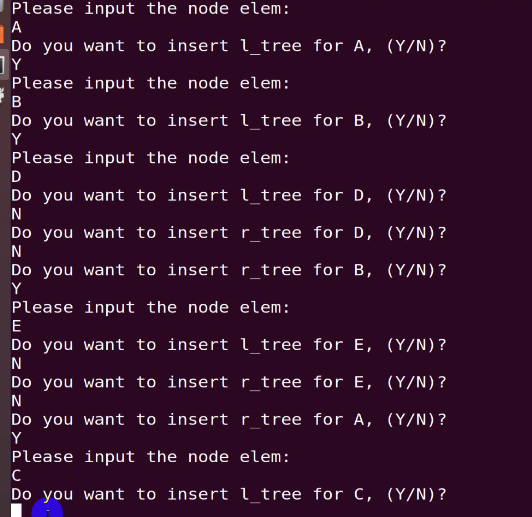 Please input the node elem:
A
Do you want to insert l_tree for A, (Y/N)?
Y
Please input the node elem:
B
Do you want to insert l_tree for B, (Y/N)?
Y
Please input the node elem:
D
Do you want to insert l_tree for D, (Y/N)?
N
Do you want to insert r_tree for D, (Y/N)?
N
Do you want to insert r_tree for B, (Y/N)?
Y
Please input the node elem:
E
Do you want to insert l_tree for E, (Y/N)?
N
Do you want to insert r_tree for E, (Y/N)?
N
Do you want to insert r_tree for A, (Y/N)?
Y
Please input the node elem:
C
Do you want to insert l_tree for C, (Y/N)?